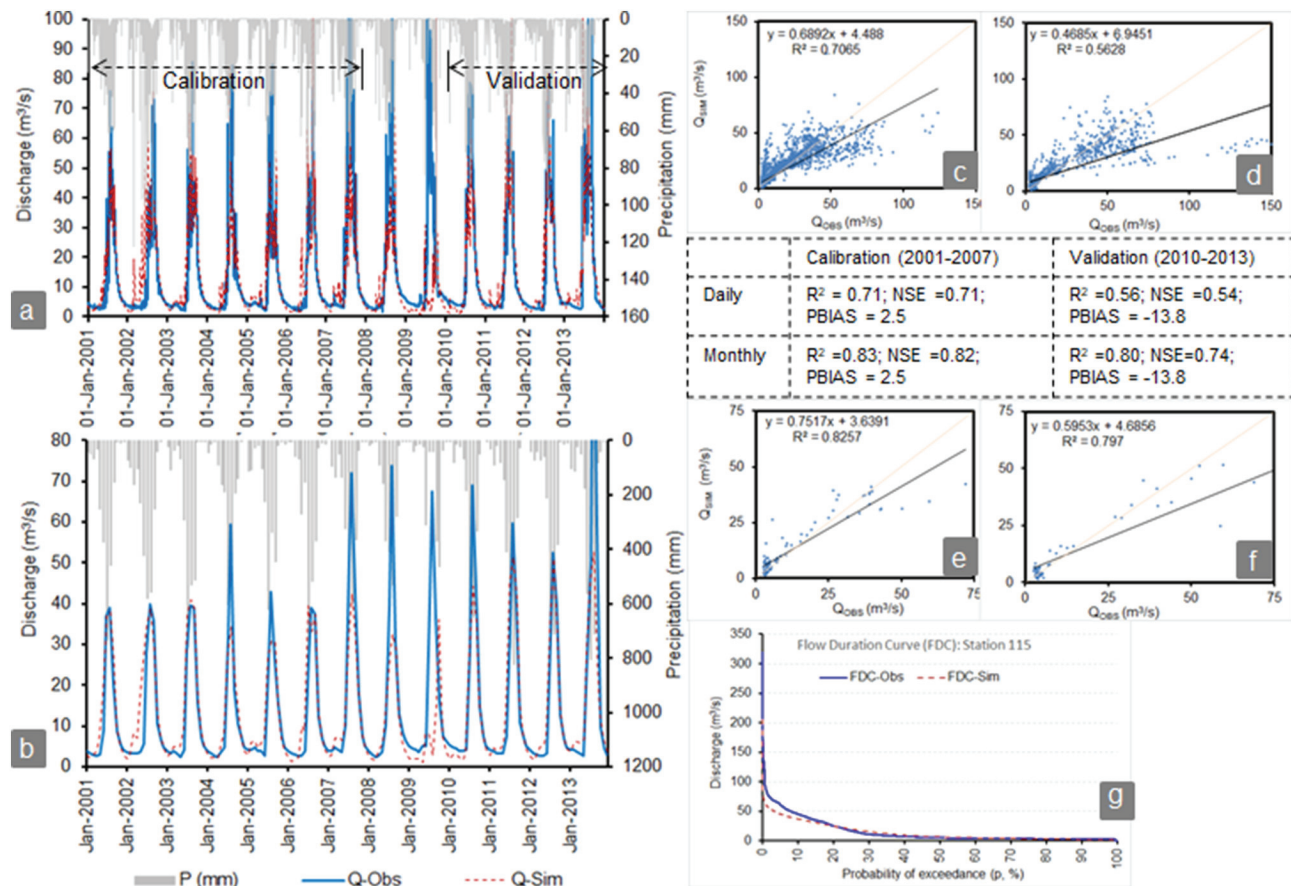 a
100
90
80
70
60
50
40
30
20
10
0
Discharge (m³/s)
0
20
40
60
80
100
120
140
160
Precipitation (mm)
Calibration
Validation
01-Jan-2001
01-Jan-2002
01-Jan-2003
01-Jan-2004
01-Jan-2005
01-Jan-2006
01-Jan-2007
01-Jan-2008
01-Jan-2009
01-Jan-2010
01-Jan-2011
01-Jan-2012
01-Jan-2013
b
80
70
60
50
40
30
20
10
0
Discharge (m³/s)
0
200
400
600
800
1000
1200
Precipitation (mm)
Jan-2001
Jan-2002
Jan-2003
Jan-2004
Jan-2005
Jan-2006
Jan-2007
Jan-2008
Jan-2009
Jan-2010
Jan-2011
Jan-2012
Jan-2013
P (mm) Q-Obs Q-Sim
y = 0.6892x + 4.488
R² = 0.7065
150
100
50
0
QSIM (m³/s)
0 50 100 150
QOBS (m³/s)
c
y = 0.4685x + 6.9451
R² = 0.5628
150
100
50
0
0 50 100 150
QOBS (m³/s)
d
Calibration (2001-2007) Validation (2010-2013)
Daily
R² = 0.71; NSE =0.71;
PBIAS = 2.5
R² =0.56; NSE =0.54;
PBIAS = -13.8
Monthly
R² =0.83; NSE =0.82;
PBIAS = 2.5
R² =0.80; NSE=0.74;
PBIAS = -13.8
y = 0.7517x + 3.6391
R² = 0.8257
75
50
25
0
QSIM (m³/s)
0 25 50 75
QOBS (m³/s)
e
y = 0.5953x + 4.6856
R² = 0.797
75
50
25
0
0 25 50 75
QOBS (m³/s)
f
Flow Duration Curve (FDC): Station 115
FDC-Obs FDC-Sim
350
300
250
200
150
100
50
0
Discharge (m³/s)
0 10 20 30 40 50 60 70 80 90 100
Probability of exceedance (p, %)
g